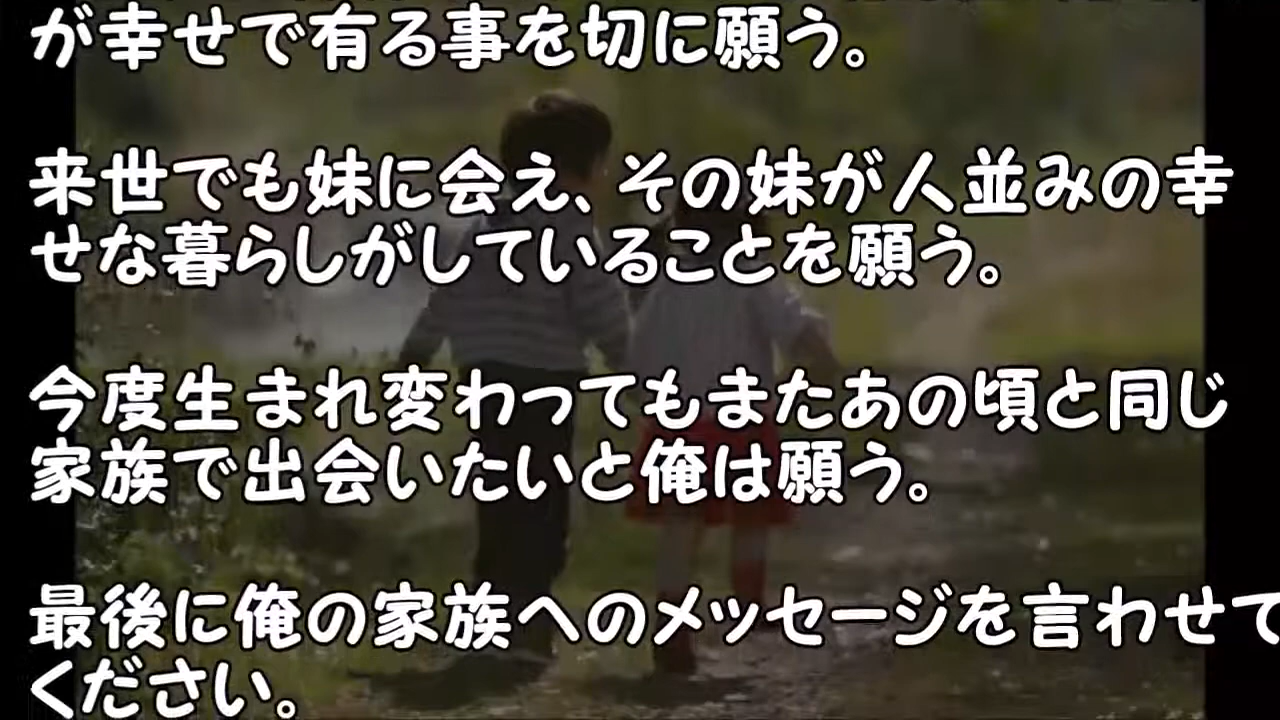 が幸せで有る事を切に願う。
来世でも妹に会え、その妹が人並みの幸
せな暮らしがしていることを願う。
今度生まれ変わってもまたあの頃と同じ
家族で出会いたいと俺は願う。
最後に俺の家族へのメッセージを言わせて
ください。